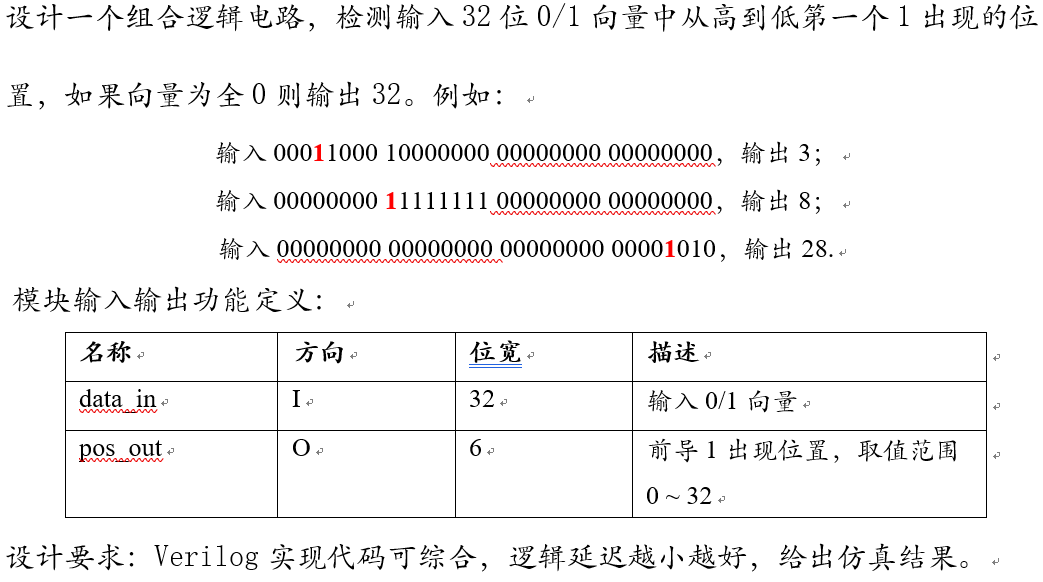 设计一个组合逻辑电路，检测输入 32 位 0/1 向量中从高到低第一个 1 出现的位
置，如果向量为全 0 则输出 32。例如：
输入 00011000 10000000 00000000 00000000，输出 3；
输入 00000000 11111111 00000000 00000000，输出 8；
输入 00000000 00000000 00000000 00001010，输出 28.
模块输入输出功能定义：
名称 方向 位宽 描述
data_in I 32 输入 0/1 向量
pos_out O 6 前导 1 出现位置，取值范围
0 ~ 32
设计要求: Verilog 实现代码可综合，逻辑延迟越小越好，给出仿真结果。